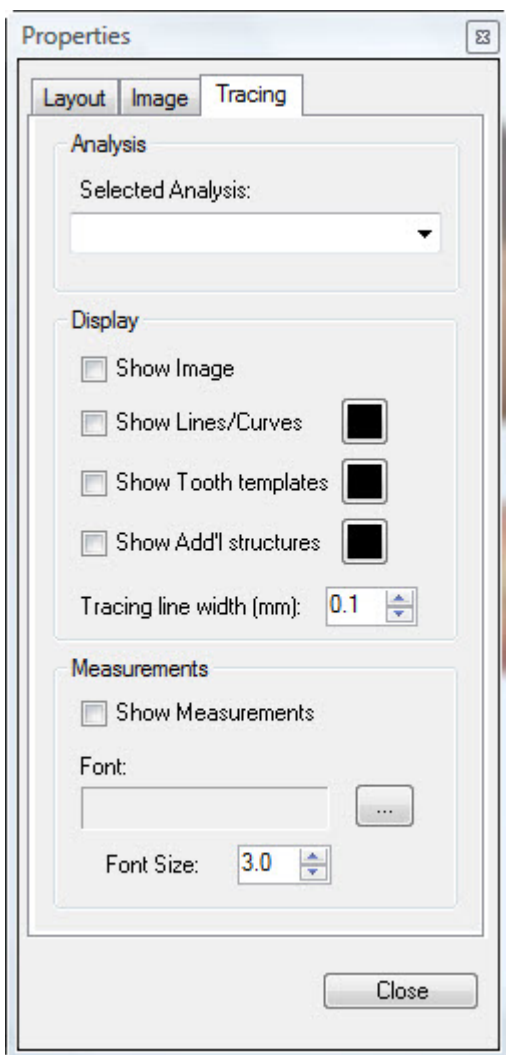 Properties
Layout Image Tracing
Analysis
Selected Analysis:
Display
Show Image
Show Lines/Curves
Show Tooth templates
Show Add'l structures
Tracing line width (mm): 0.1
Measurements
Show Measurements
Font:
...
Font Size: 3.0
Close